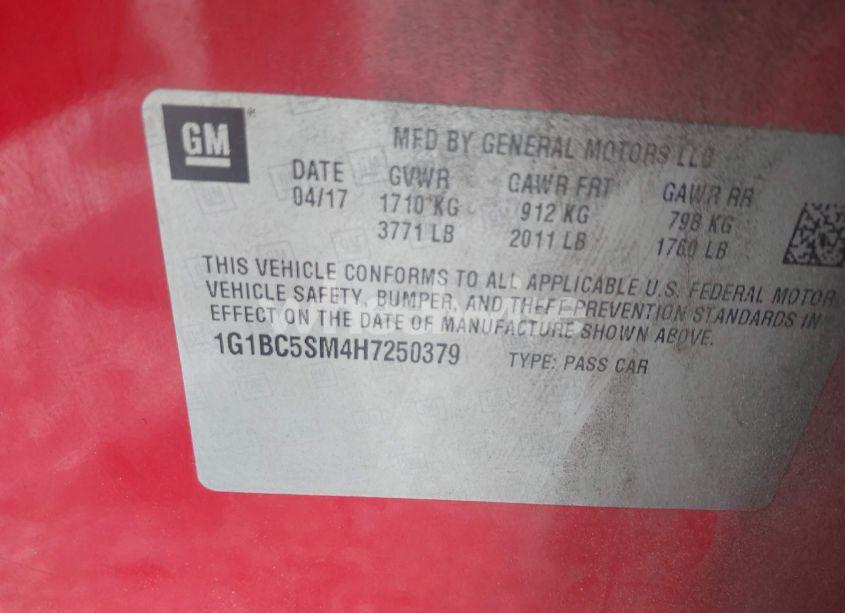 GM
MFD BY GENERAL MOTORS LLC
DATE GVWR GAWR FRT GAWR RR
04/17 1710 KG 912 KG 798 KG
3771 LB 2011 LB 1760 LB
THIS VEHICLE CONFORMS TO ALL APPLICABLE U.S. FEDERAL MOTOR
VEHICLE SAFETY, BUMPER, AND THEFT PREVENTION STANDARDS IN
EFFECT ON THE DATE OF MANUFACTURE SHOWN ABOVE.
1G1BC5SM4H7250379 TYPE: PASS CAR